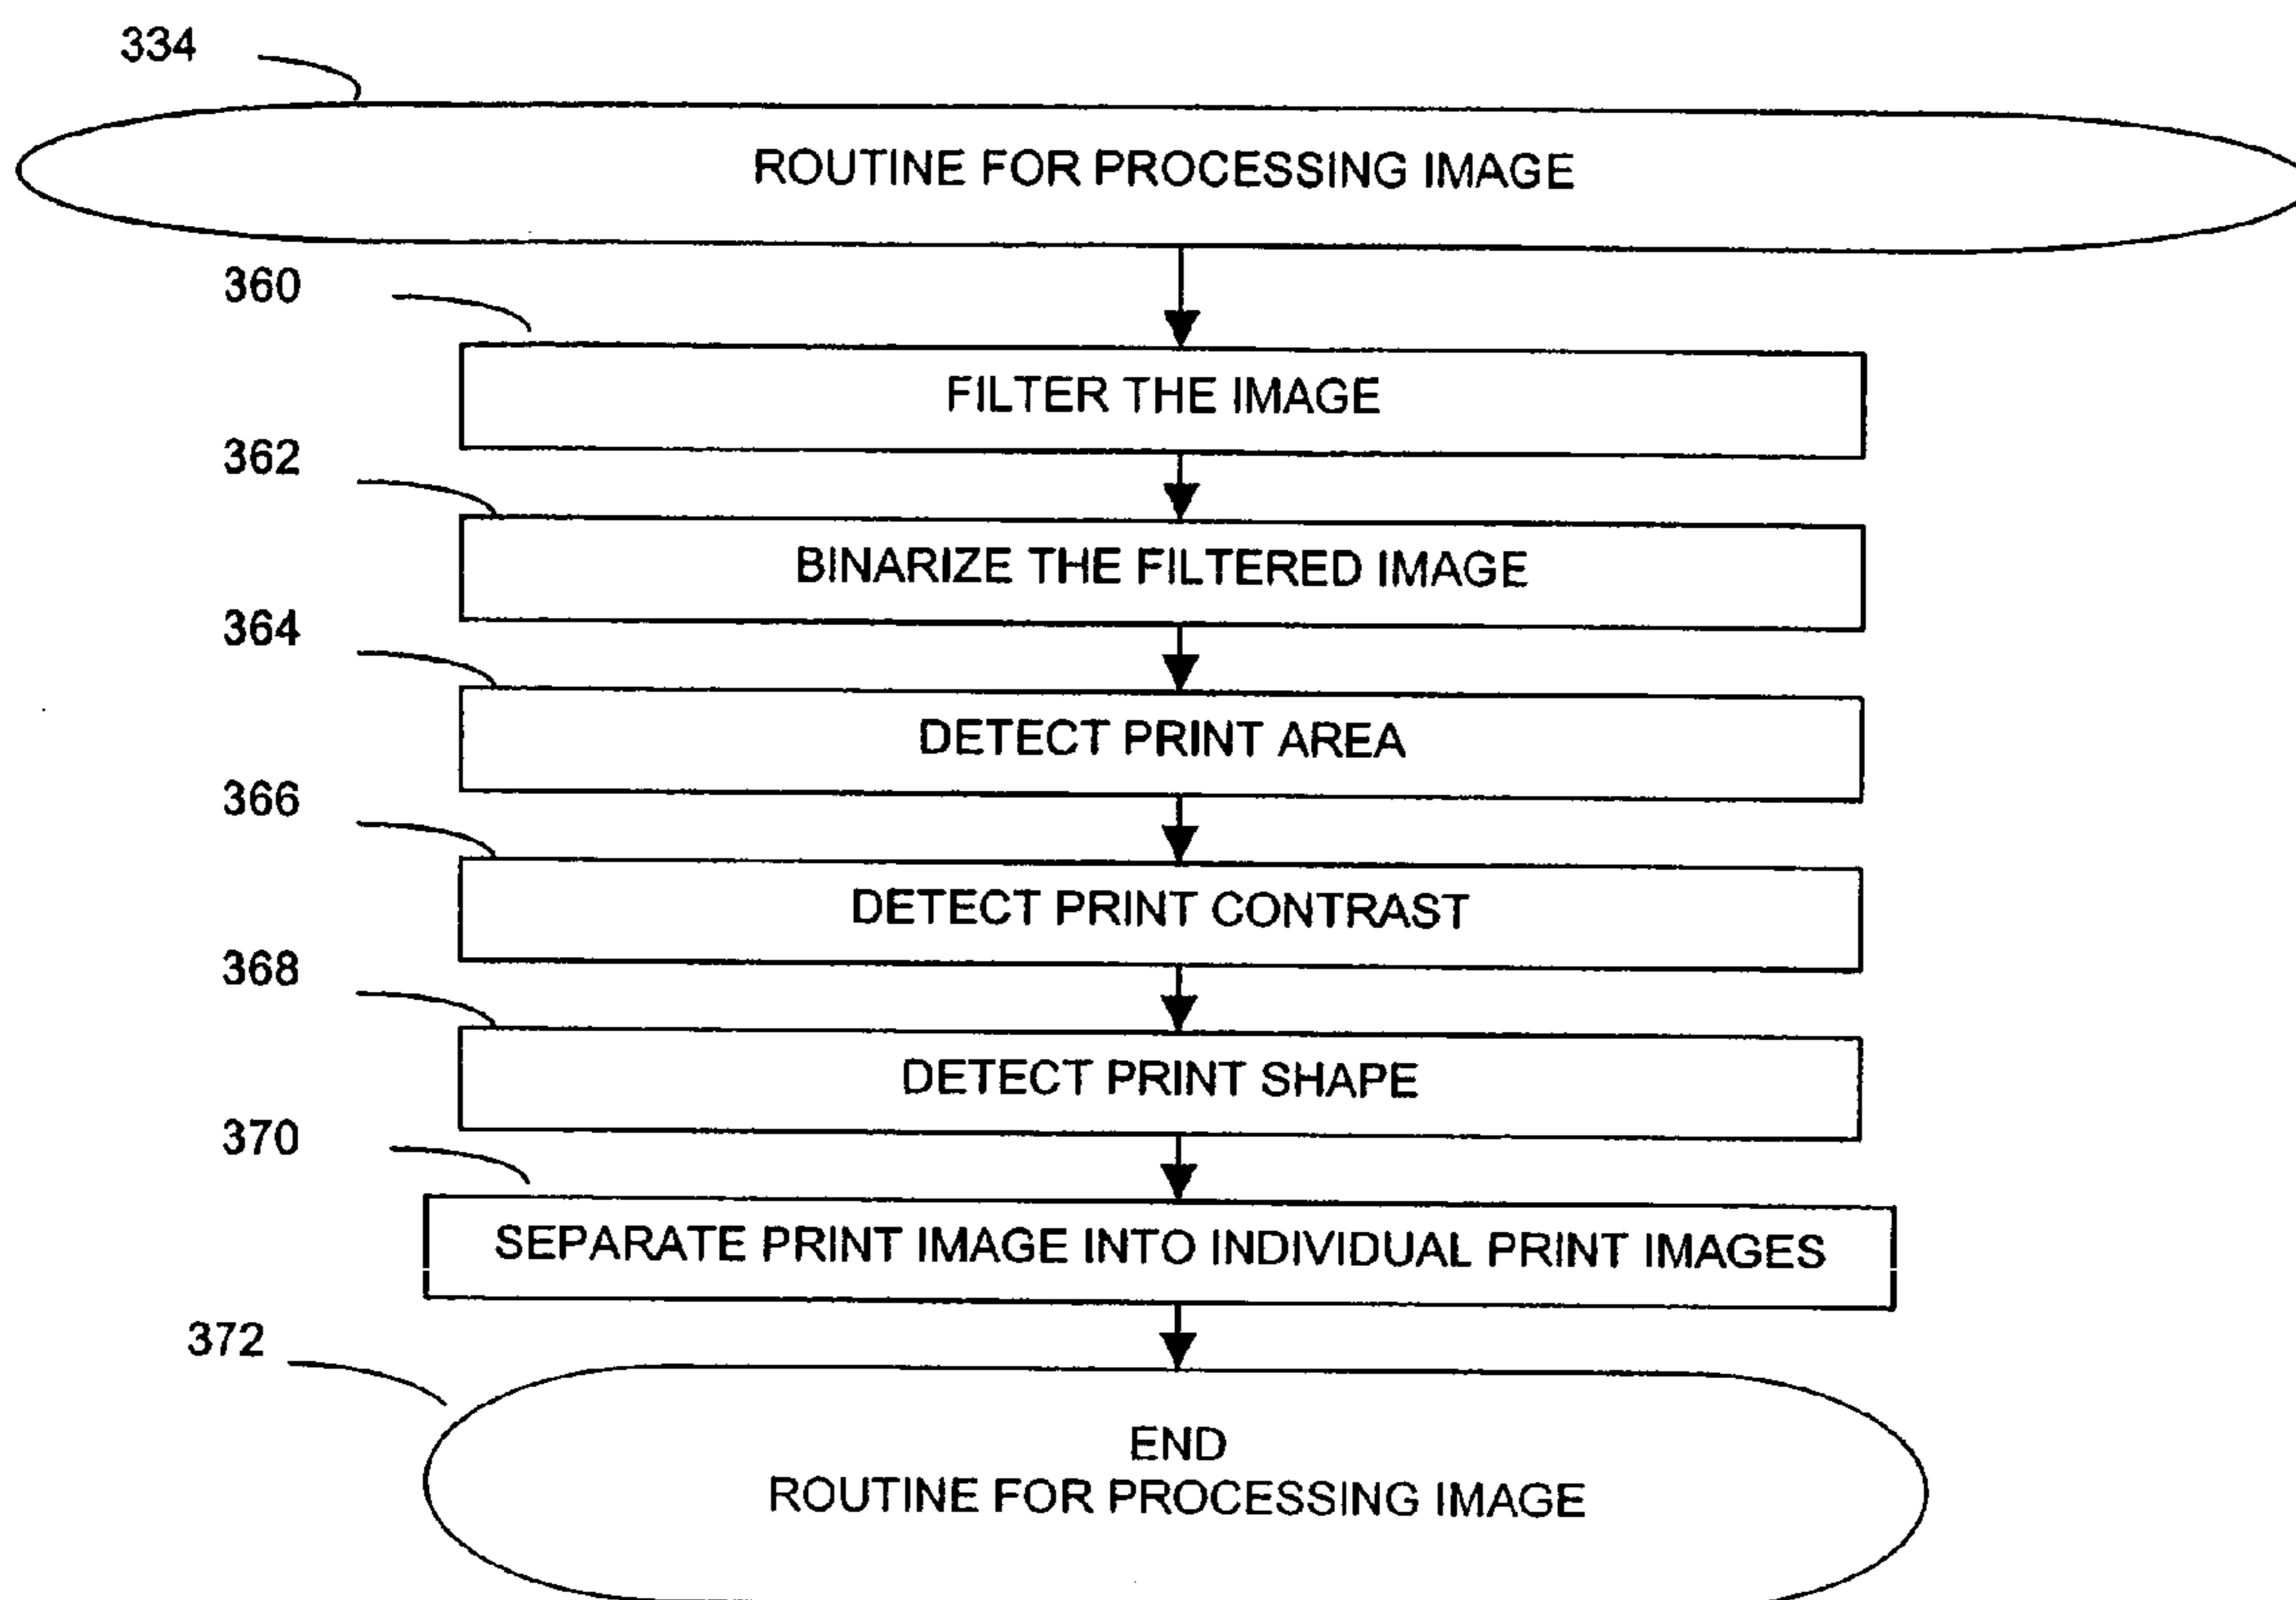 334
ROUTINE FOR PROCESSING IMAGE
360
FILTER THE IMAGE
362
BINARIZE THE FILTERED IMAGE
364
DETECT PRINT AREA
366
DETECT PRINT CONTRAST
368
DETECT PRINT SHAPE
370
SEPARATE PRINT IMAGE INTO INDIVIDUAL PRINT IMAGES
372
END
ROUTINE FOR PROCESSING IMAGE